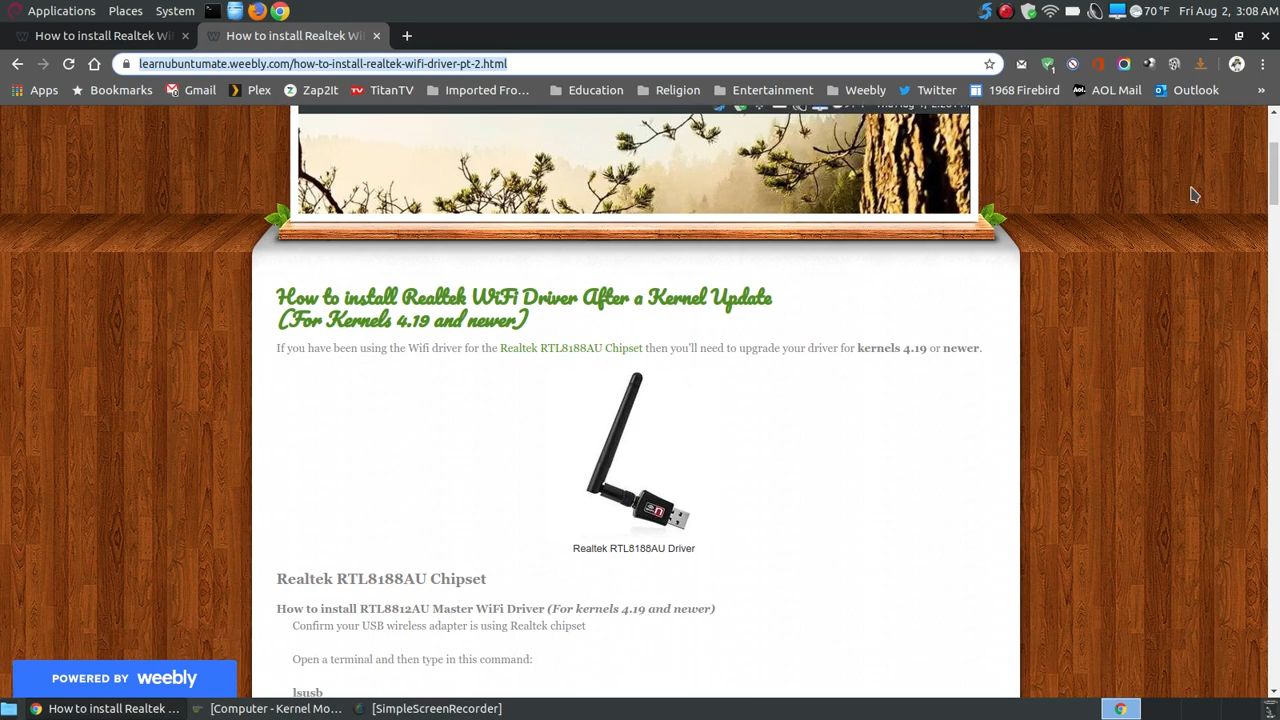 Applications Places System 70 °F Fri Aug 2, 3:08 AM
How to install Realtek Wi × How to install Realtek Wi × +
learnubuntumate.weebly.com/how-to-install-realtek-wifi-driver-pt-2.html
Apps Bookmarks Gmail Plex Zap2It TitanTV Imported Fro... Education Religion Entertainment Weebly Twitter 1968 Firebird AOL Mail Outlook »
How to install Realtek WiFi Driver After a Kernel Update
(For Kernels 4.19 and newer)
If you have been using the Wifi driver for the Realtek RTL8188AU Chipset then you'll need to upgrade your driver for kernels 4.19 or newer.
n
Realtek RTL8188AU Driver
Realtek RTL8188AU Chipset
How to install RTL8812AU Master WiFi Driver (For kernels 4.19 and newer)
Confirm your USB wireless adapter is using Realtek chipset
Open a terminal and then type in this command:
lsusb
POWERED BY weebly
How to install Realtek ... [Computer - Kernel Mo... [SimpleScreenRecorder]